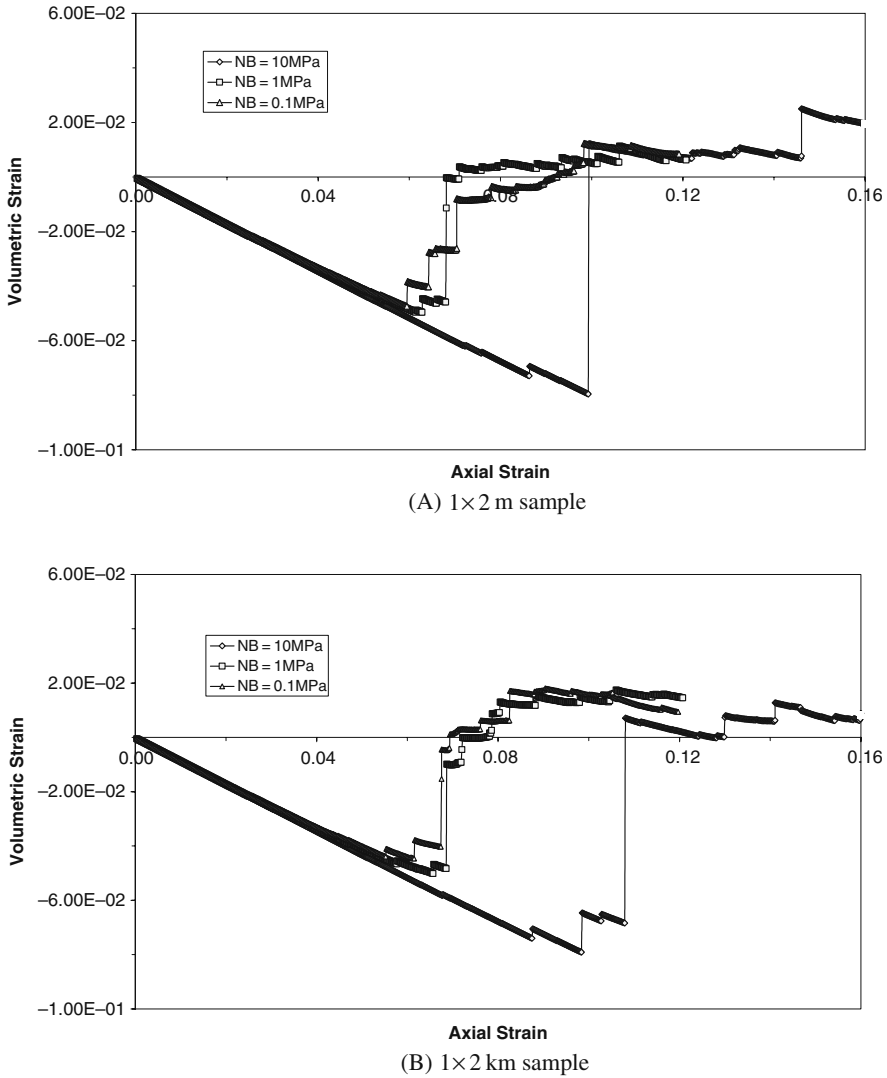 6.00E−02
NB = 10MPa
NB = 1MPa
NB = 0.1MPa
2.00E−02
0.00 0.04 0.08 0.12 0.16
−2.00E−02
−6.00E−02
−1.00E−01
Volumetric Strain
Axial Strain
(A) 1×2 m sample
6.00E−02
NB = 10MPa
NB = 1MPa
NB = 0.1MPa
2.00E−02
0.00 0.04 0.08 0.12 0.16
−2.00E−02
−6.00E−02
−1.00E−01
Volumetric Strain
Axial Strain
(B) 1×2 km sample